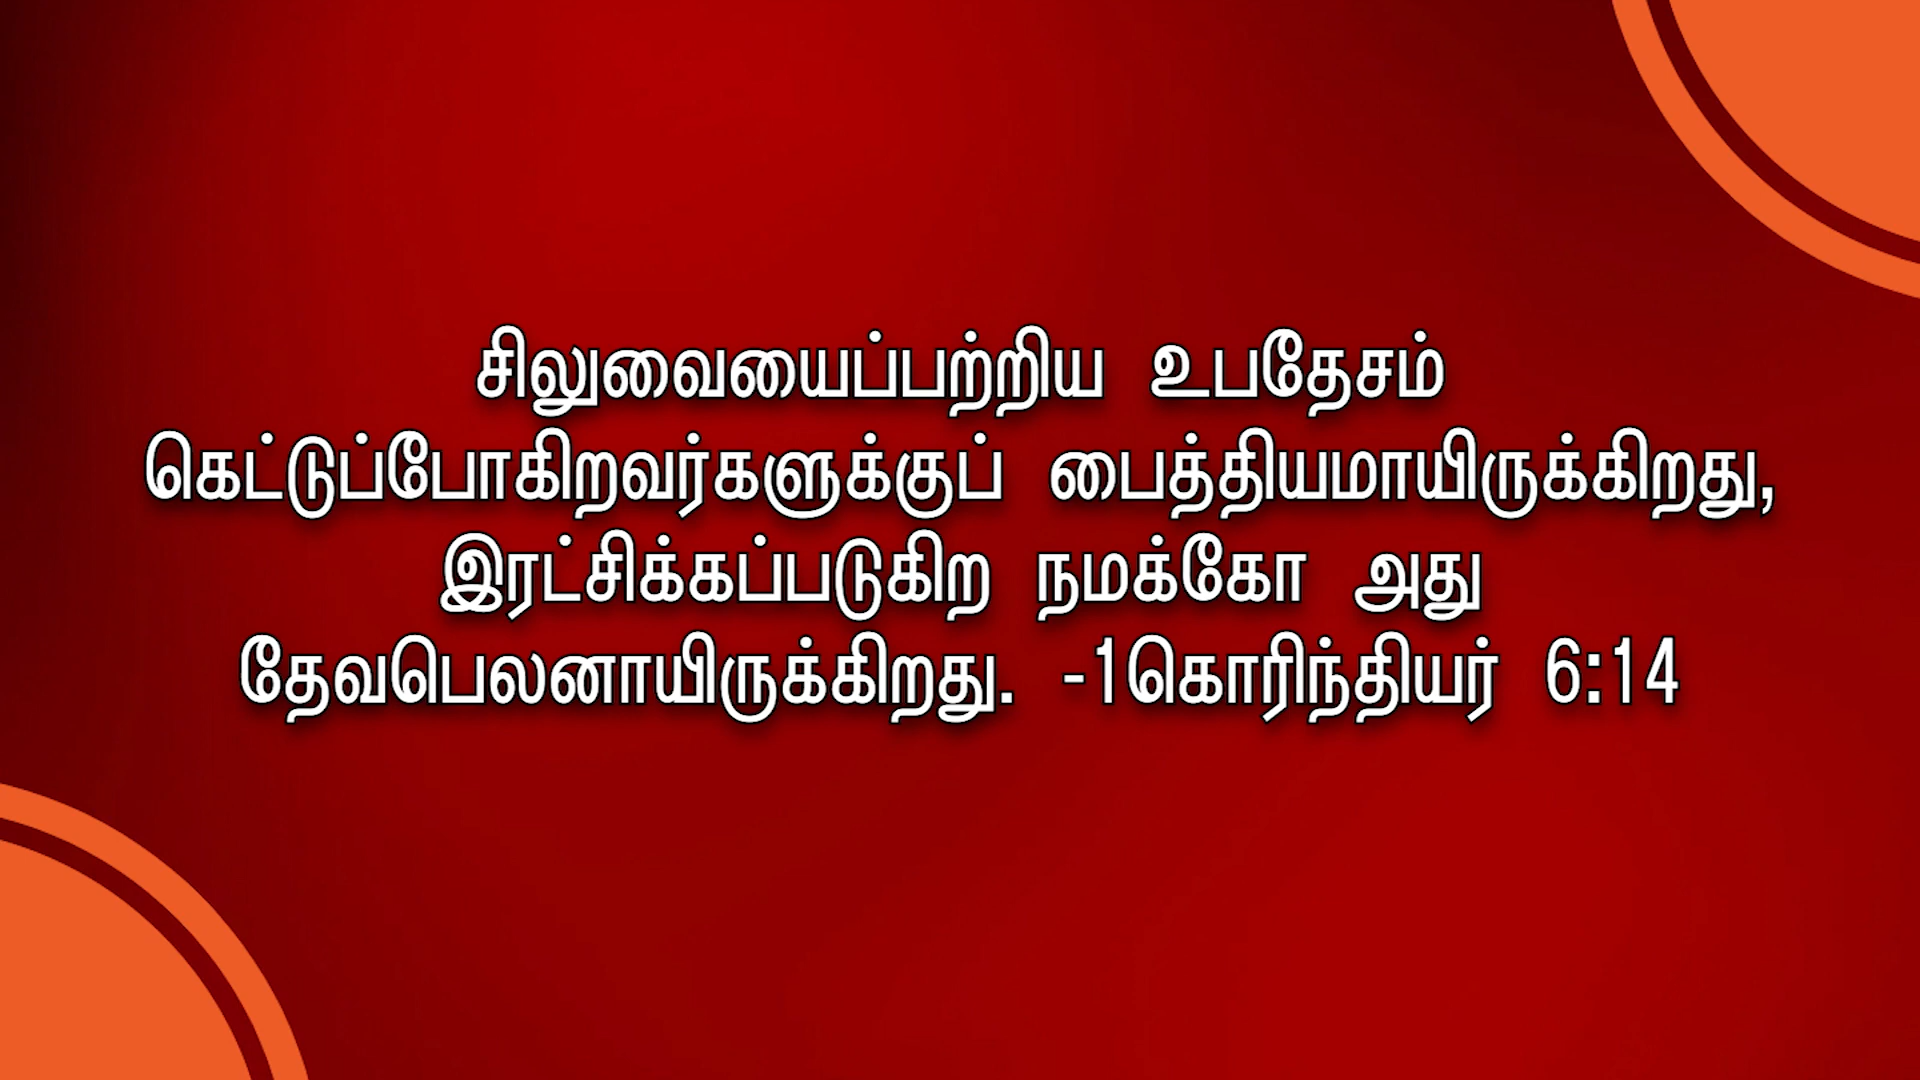 சிலுவையைப்பற்றிய உபதேசம்
கெட்டுப்போகிறவர்களுக்குப் பைத்தியமாயிருக்கிறது,
இரட்சிக்கப்படுகிற நமக்கோ அது
தேவபெலனாயிருக்கிறது. -1கொரிந்தியர் 6:14